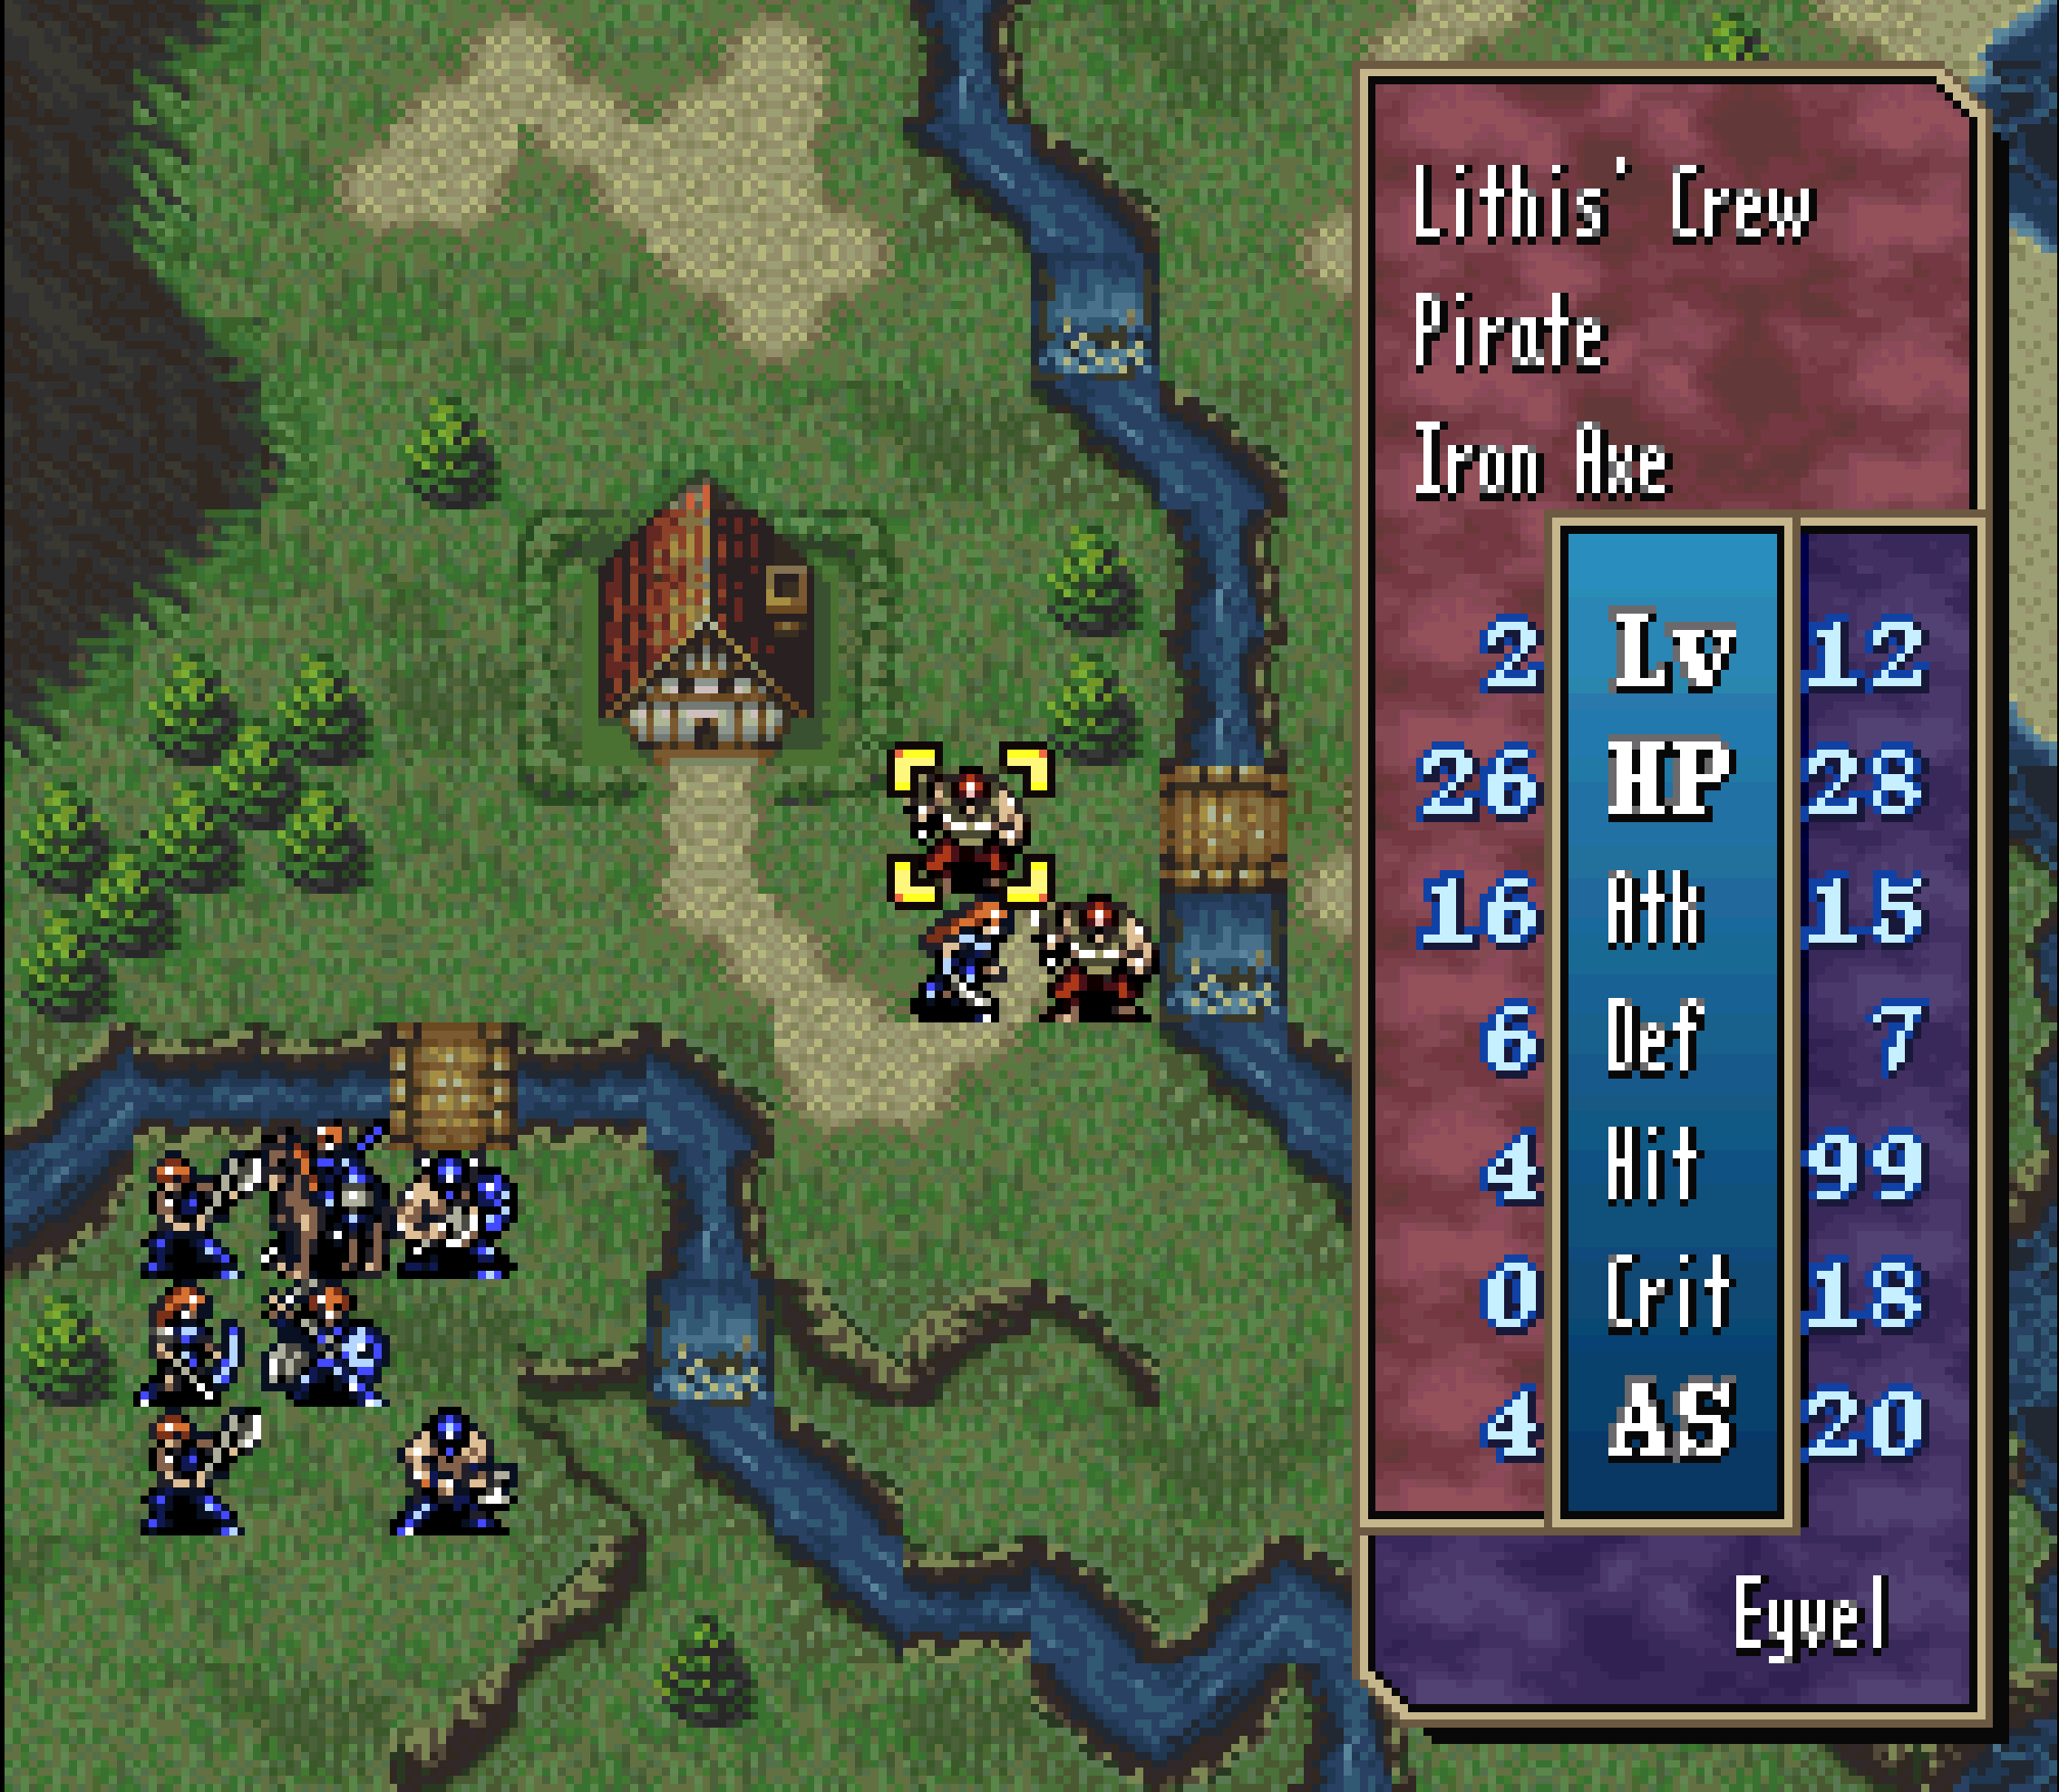 Lithis' Crew
Pirate
Iron Axe
2 Lv 12
26 HP 28
16 Atk 15
6 Def 7
4 Hit 99
0 Crit 18
4 AS 20
Eyvel